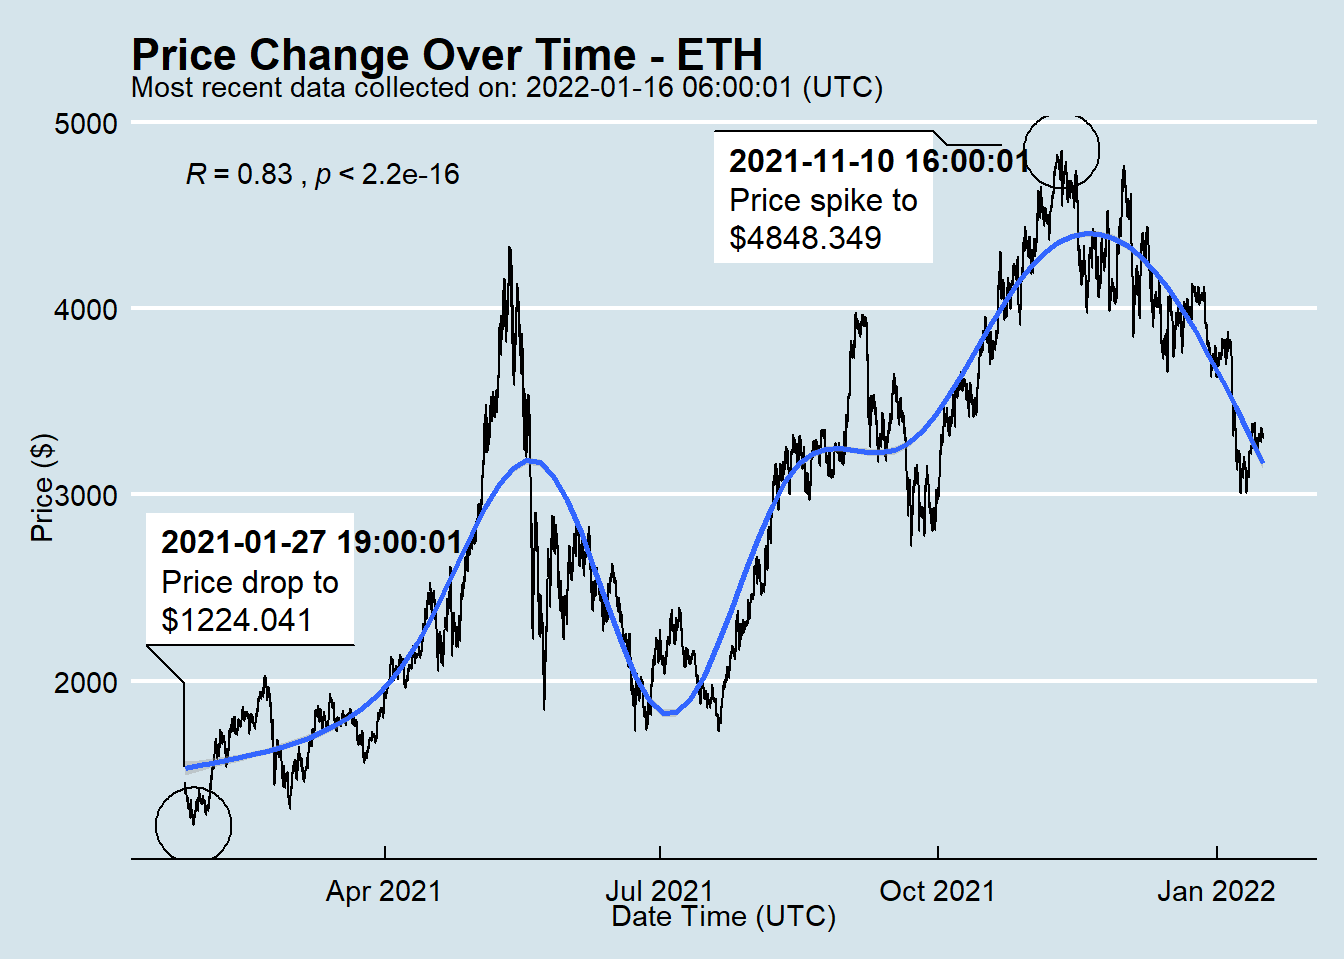 Price Change Over Time - ETH
Most recent data collected on: 2022-01-16 06:00:01 (UTC)
5000
R = 0.83 , p < 2.2e-16
2021-11-10 16:00:01
Price spike to
$4848.349
4000
3000
Price ($)
2021-01-27 19:00:01
Price drop to
$1224.041
2000
Apr 2021
Jul 2021
Oct 2021
Jan 2022
Date Time (UTC)